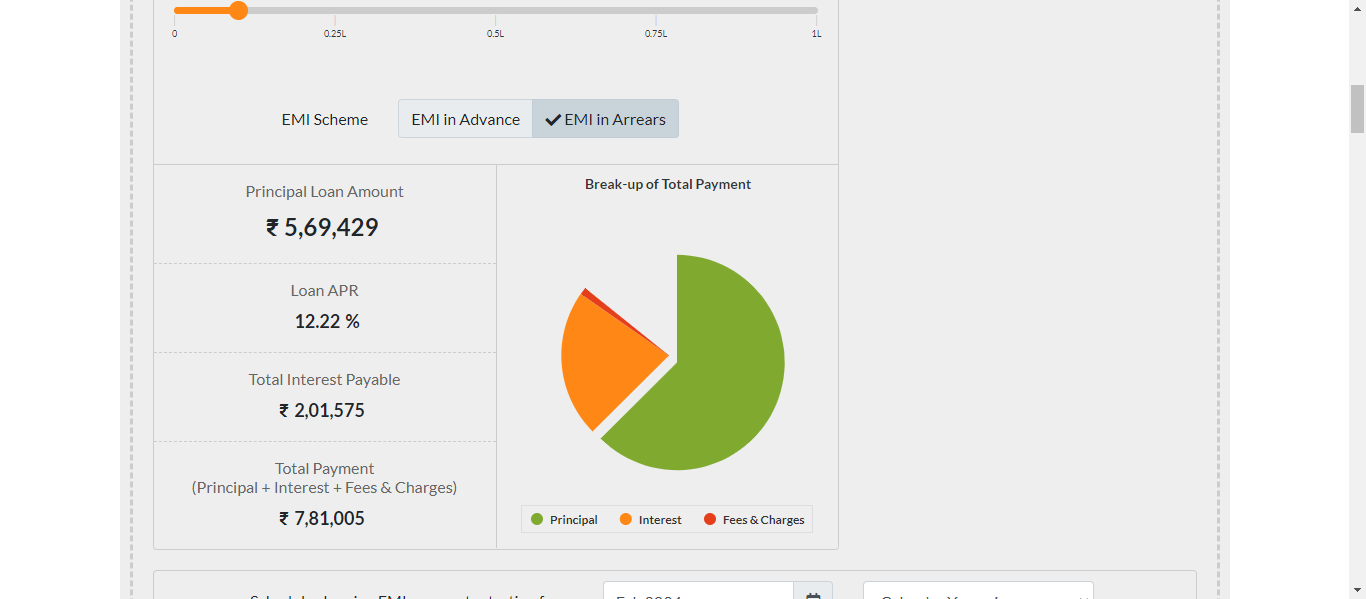 0 0.25L 0.5L 0.75L 1L
EMI Scheme EMI in Advance EMI in Arrears
Principal Loan Amount
₹ 5,69,429
Loan APR
12.22 %
Total Interest Payable
₹ 2,01,575
Total Payment
(Principal + Interest + Fees & Charges)
₹ 7,81,005
Break-up of Total Payment
Principal Interest Fees & Charges